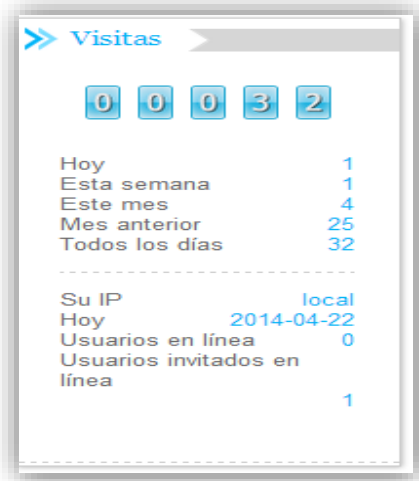 Visitas
0 0 0 3 2
Hoy 1
Esta semana 1
Este mes 4
Mes anterior 25
Todos los días 32
Su IP local
Hoy 2014-04-22
Usuarios en línea 0
Usuarios invitados en
línea
1